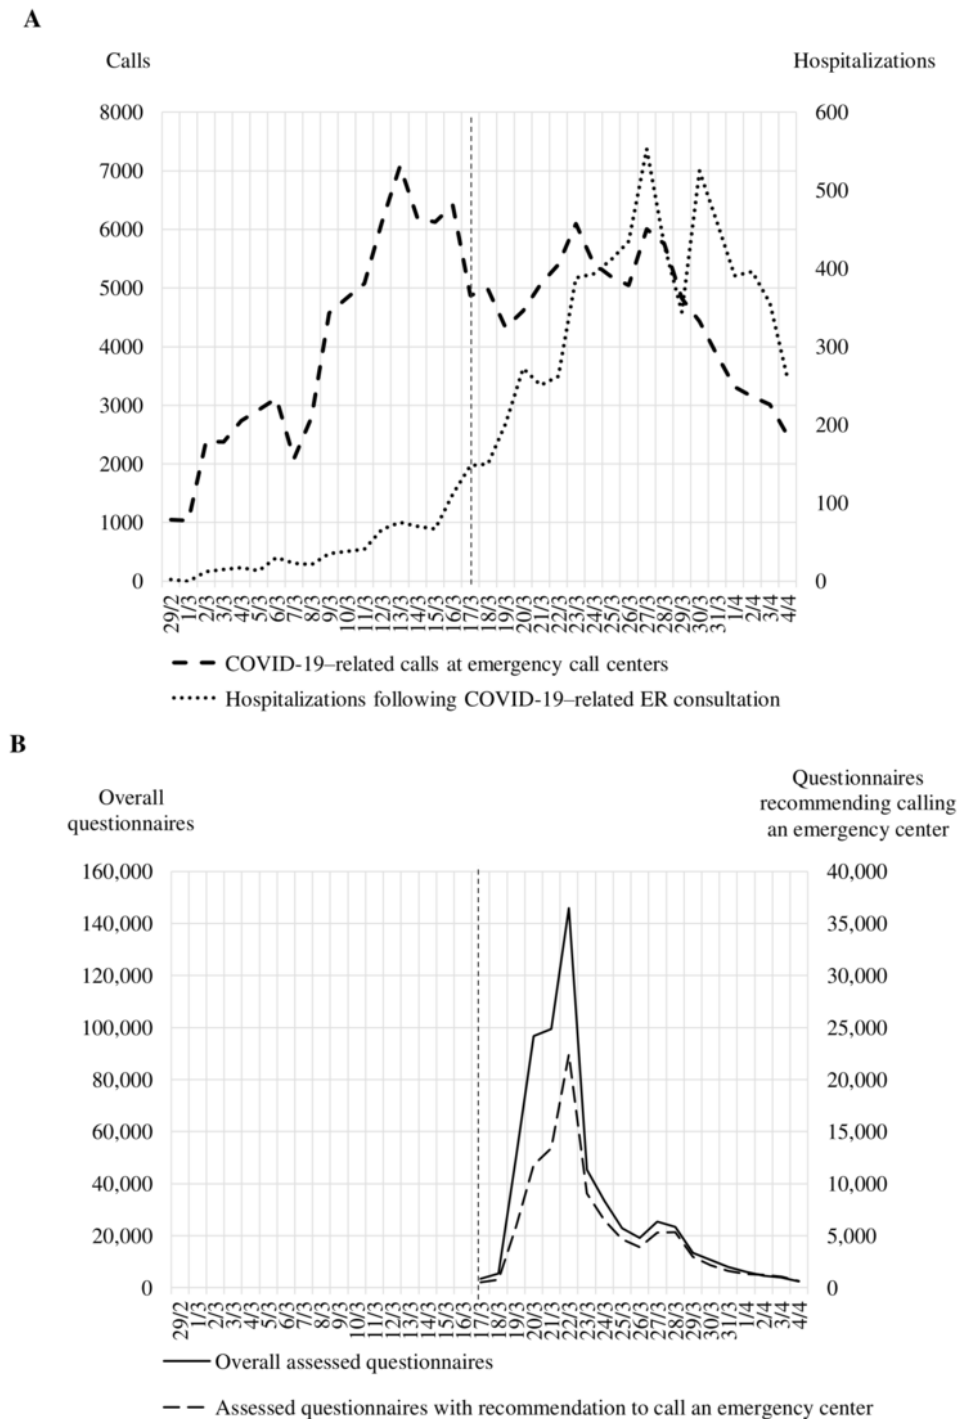 A
Calls
Hospitalizations
8000
7000
6000
5000
4000
3000
2000
1000
0
600
500
400
300
200
100
0
29/2 1/3 2/3 3/3 4/3 5/3 6/3 7/3 8/3 9/3 10/3 11/3 12/3 13/3 14/3 15/3 16/3 17/3 18/3 19/3 20/3 21/3 22/3 23/3 24/3 25/3 26/3 27/3 28/3 29/3 30/3 31/3 1/4 2/4 3/4 4/4
COVID-19–related calls at emergency call centers
Hospitalizations following COVID-19–related ER consultation
B
Overall
questionnaires
Questionnaires
recommending calling
an emergency center
160,000
140,000
120,000
100,000
80,000
60,000
40,000
20,000
0
40,000
35,000
30,000
25,000
20,000
15,000
10,000
5,000
0
29/2 1/3 2/3 3/3 4/3 5/3 6/3 7/3 8/3 9/3 10/3 11/3 12/3 13/3 14/3 15/3 16/3 17/3 18/3 19/3 20/3 21/3 22/3 23/3 24/3 25/3 26/3 27/3 28/3 29/3 30/3 31/3 1/4 2/4 3/4 4/4
Overall assessed questionnaires
Assessed questionnaires with recommendation to call an emergency center